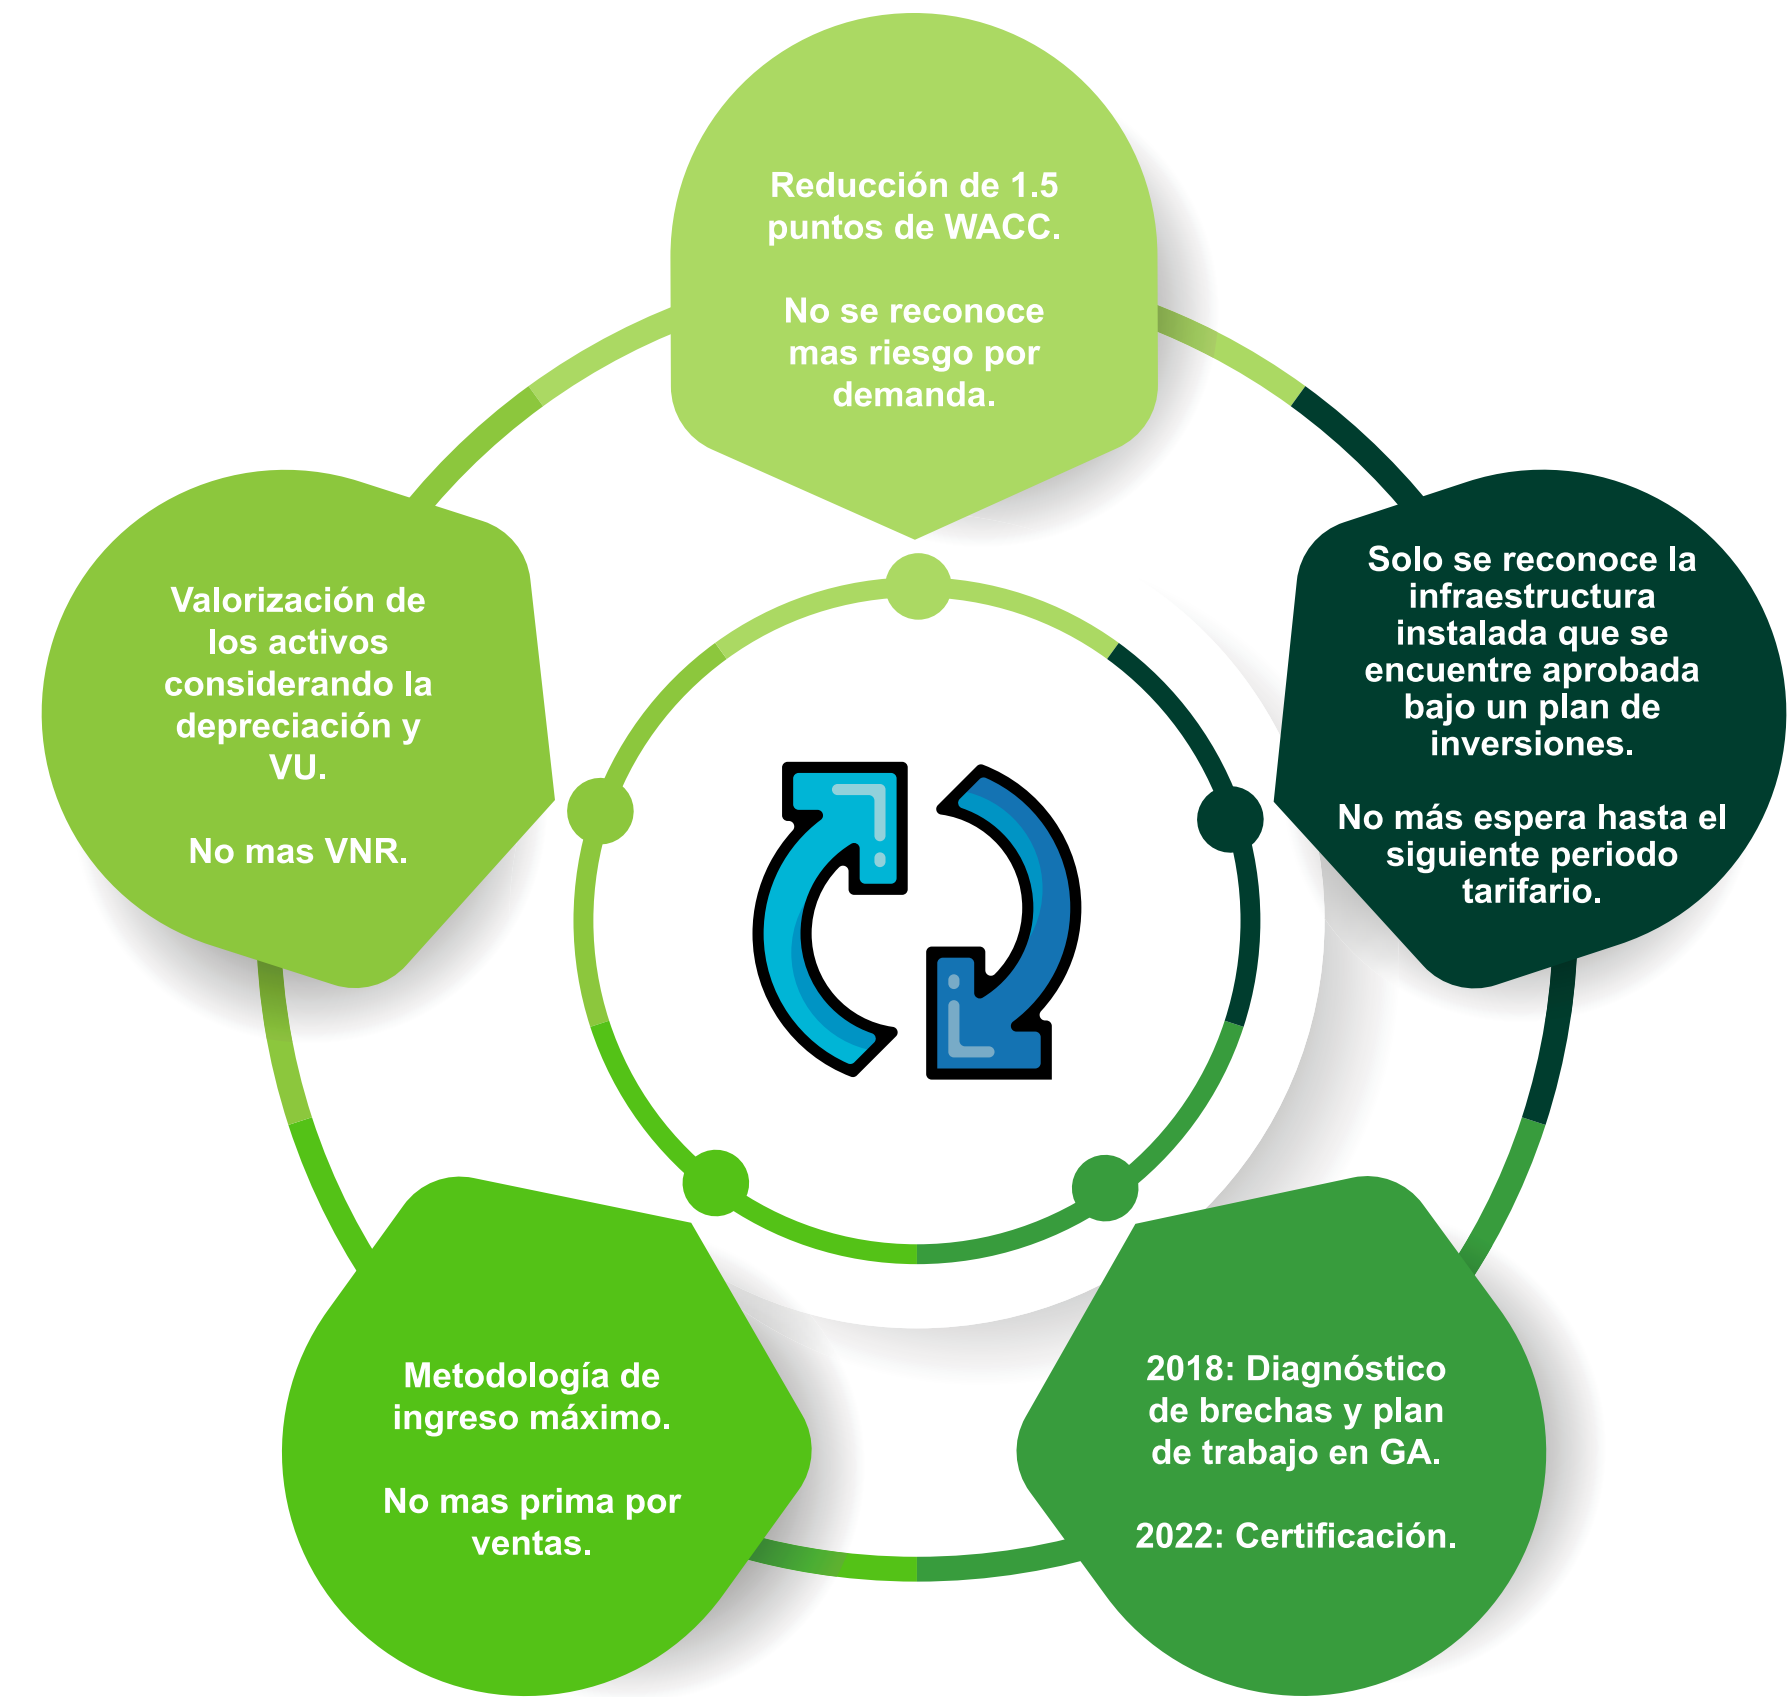 Reducción de 1.5
puntos de WACC.
No se reconoce
mas riesgo por
demanda.
Solo se reconoce la
infraestructura
instalada que se
encuentre aprobada
bajo un plan de
inversiones.
No más espera hasta el
siguiente periodo
tarifario.
2018: Diagnóstico
de brechas y plan
de trabajo en GA.
2022: Certificación.
Metodología de
ingreso máximo.
No mas prima por
ventas.
Valorización de
los activos
considerando la
depreciación y
VU.
No mas VNR.